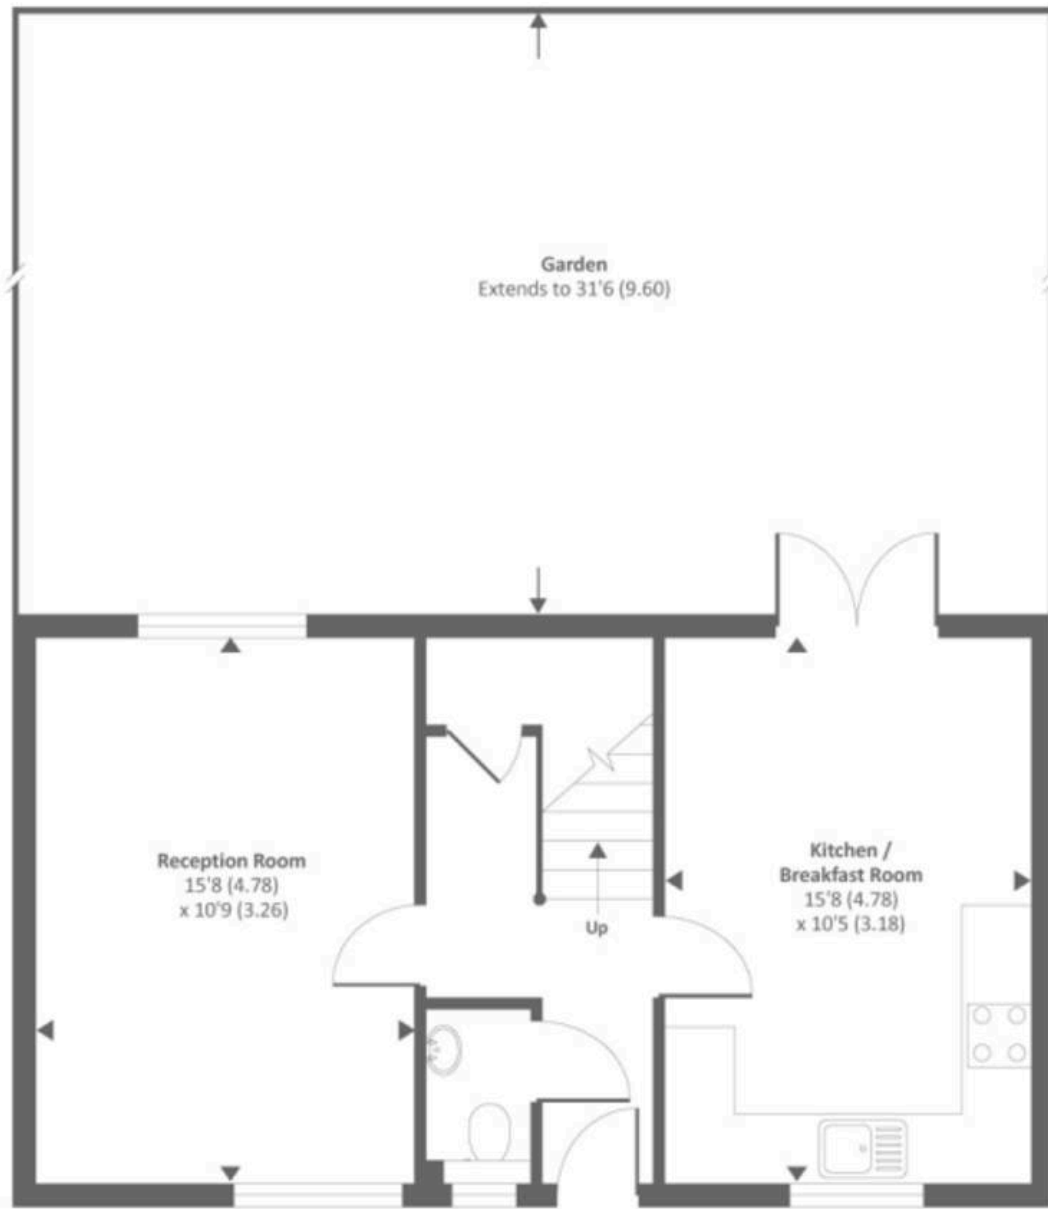 Garden
Extends to 31'6 (9.60)
Reception Room
15'8 (4.78)
x 10'9 (3.26)
Up
Kitchen /
Breakfast Room
15'8 (4.78)
x 10'5 (3.18)